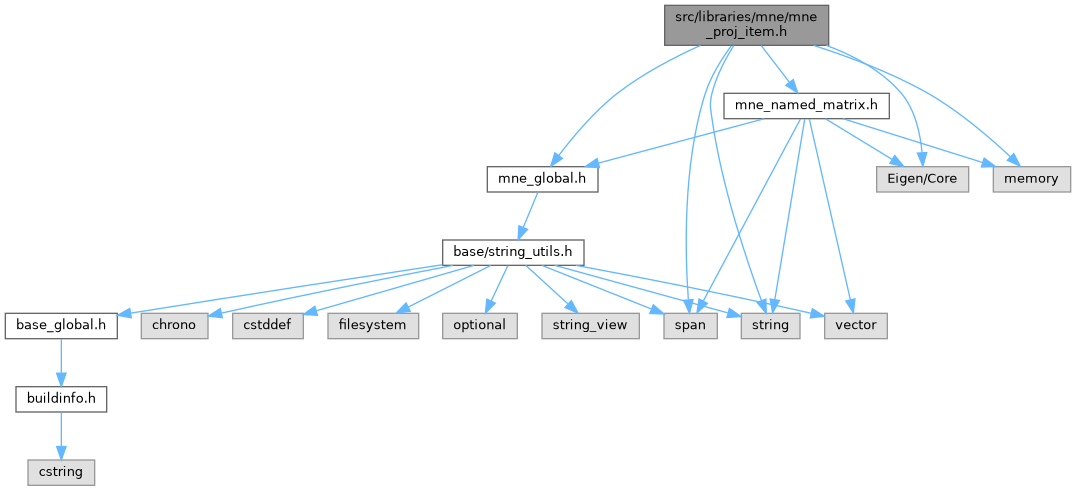 src/libraries/mne/mne
_proj_item.h
mne_named_matrix.h
mne_global.h
Eigen/Core
memory
base/string_utils.h
base_global.h
chrono
cstddef
filesystem
optional
string_view
span
string
vector
buildinfo.h
cstring